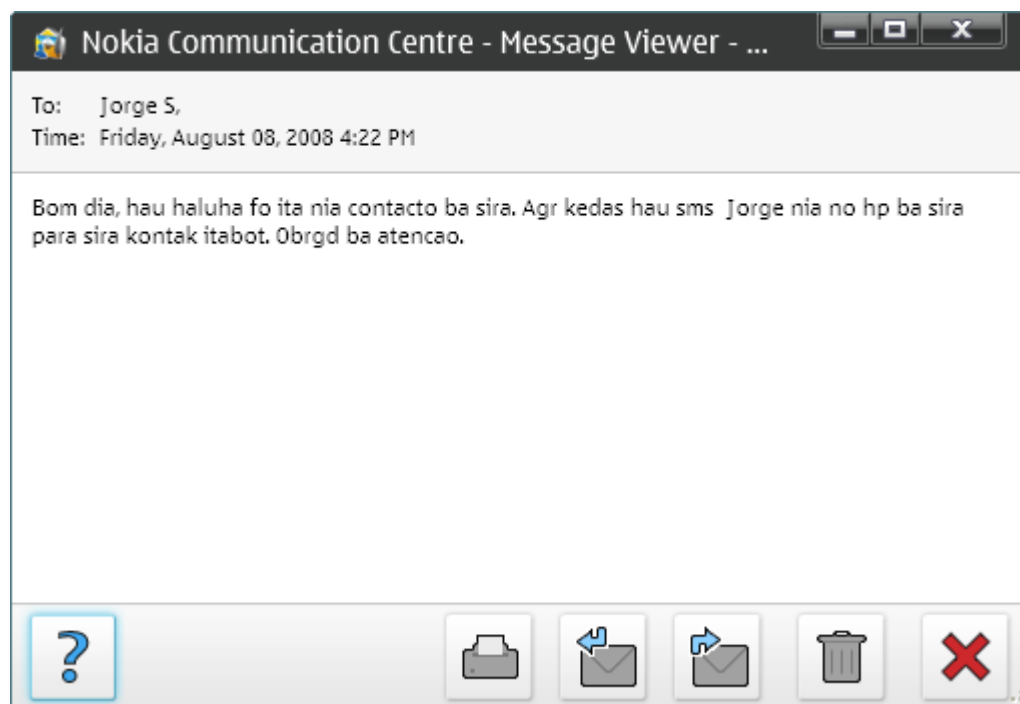 Nokia Communication Centre - Message Viewer - ...
To: Jorge S,
Time: Friday, August 08, 2008 4:22 PM
Bom dia, hau haluha fo ita nia contacto ba sira. Agr kedas hau sms Jorge nia no hp ba sira
para sira kontak itabot. Obrgd ba atencao.